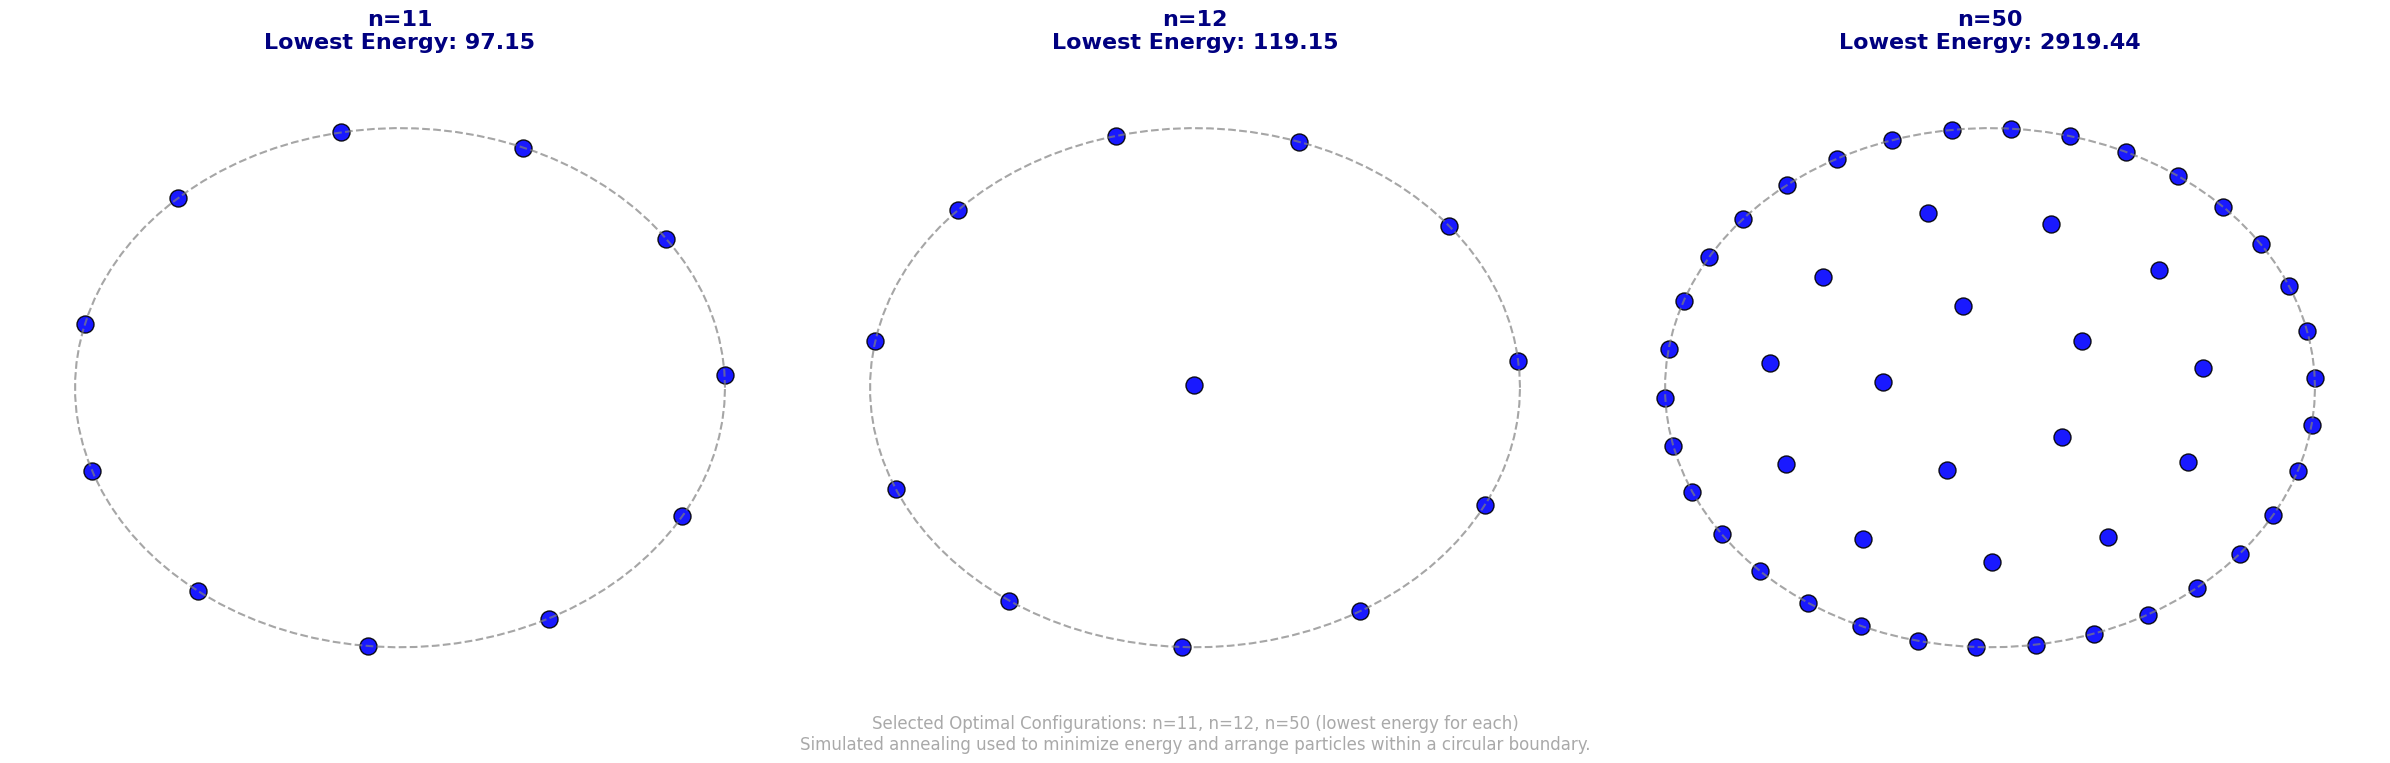 n=11
Lowest Energy: 97.15
n=12
Lowest Energy: 119.15
n=50
Lowest Energy: 2919.44
Selected Optimal Configurations: n=11, n=12, n=50 (lowest energy for each)
Simulated annealing used to minimize energy and arrange particles within a circular boundary.